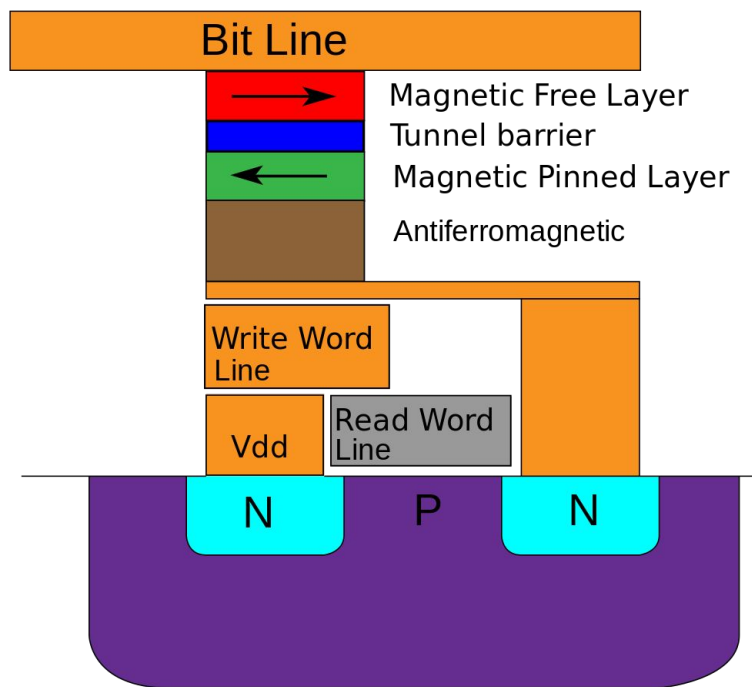 Bit Line
Magnetic Free Layer
Tunnel barrier
Magnetic Pinned Layer
Antiferromagnetic
Write Word
Line
Read Word
Line
Vdd
N
P
N